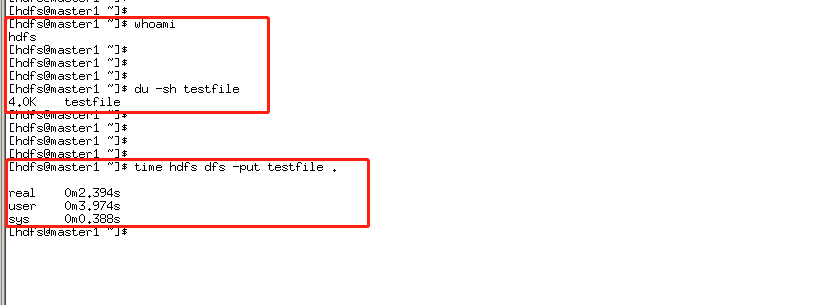 [hdfs@master1 ~]$
[hdfs@master1 ~]$ whoami
hdfs
[hdfs@master1 ~]$
[hdfs@master1 ~]$
[hdfs@master1 ~]$
[hdfs@master1 ~]$ du -sh testfile
4.0K    testfile
[hdfs@master1 ~]$
[hdfs@master1 ~]$
[hdfs@master1 ~]$
[hdfs@master1 ~]$
[hdfs@master1 ~]$ time hdfs dfs -put testfile .
real    0m2.394s
user    0m3.974s
sys     0m0.388s
[hdfs@master1 ~]$